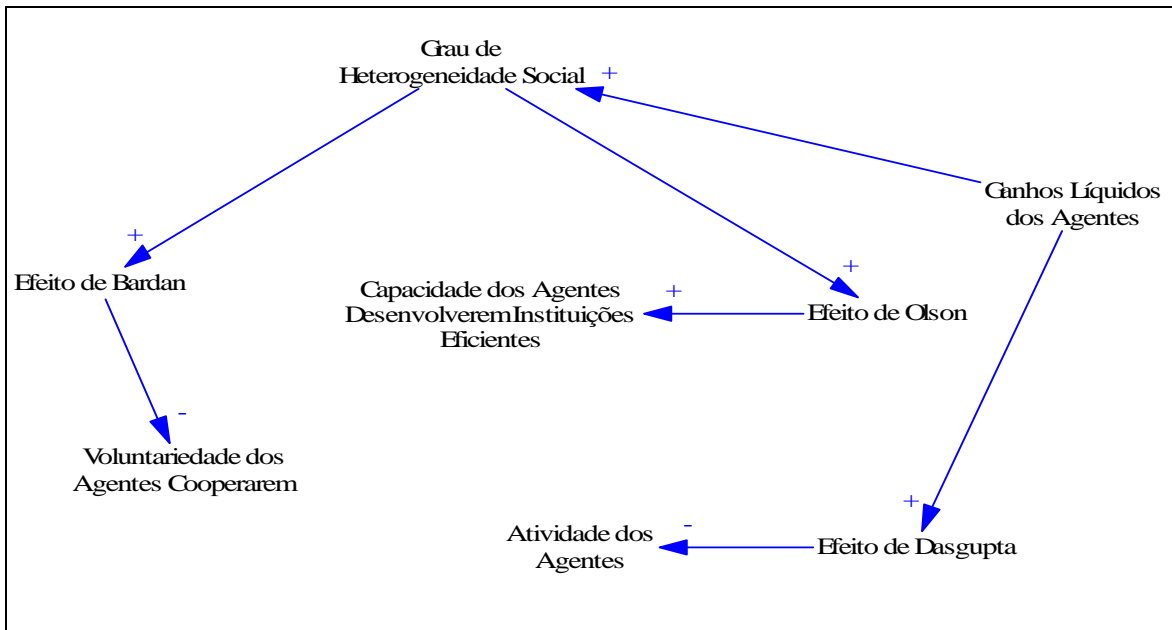 Grau de
Heterogeneidade Social
+
Ganhos Líquidos
dos Agentes
+
Efeito de Bardan
+
Efeito de Olson
+
Capacidade dos Agentes
Desenvolverem Instituições
Eficientes
-
Voluntariedade dos
Agentes Cooperarem
+
Efeito de Dasgupta
-
Atividade dos
Agentes